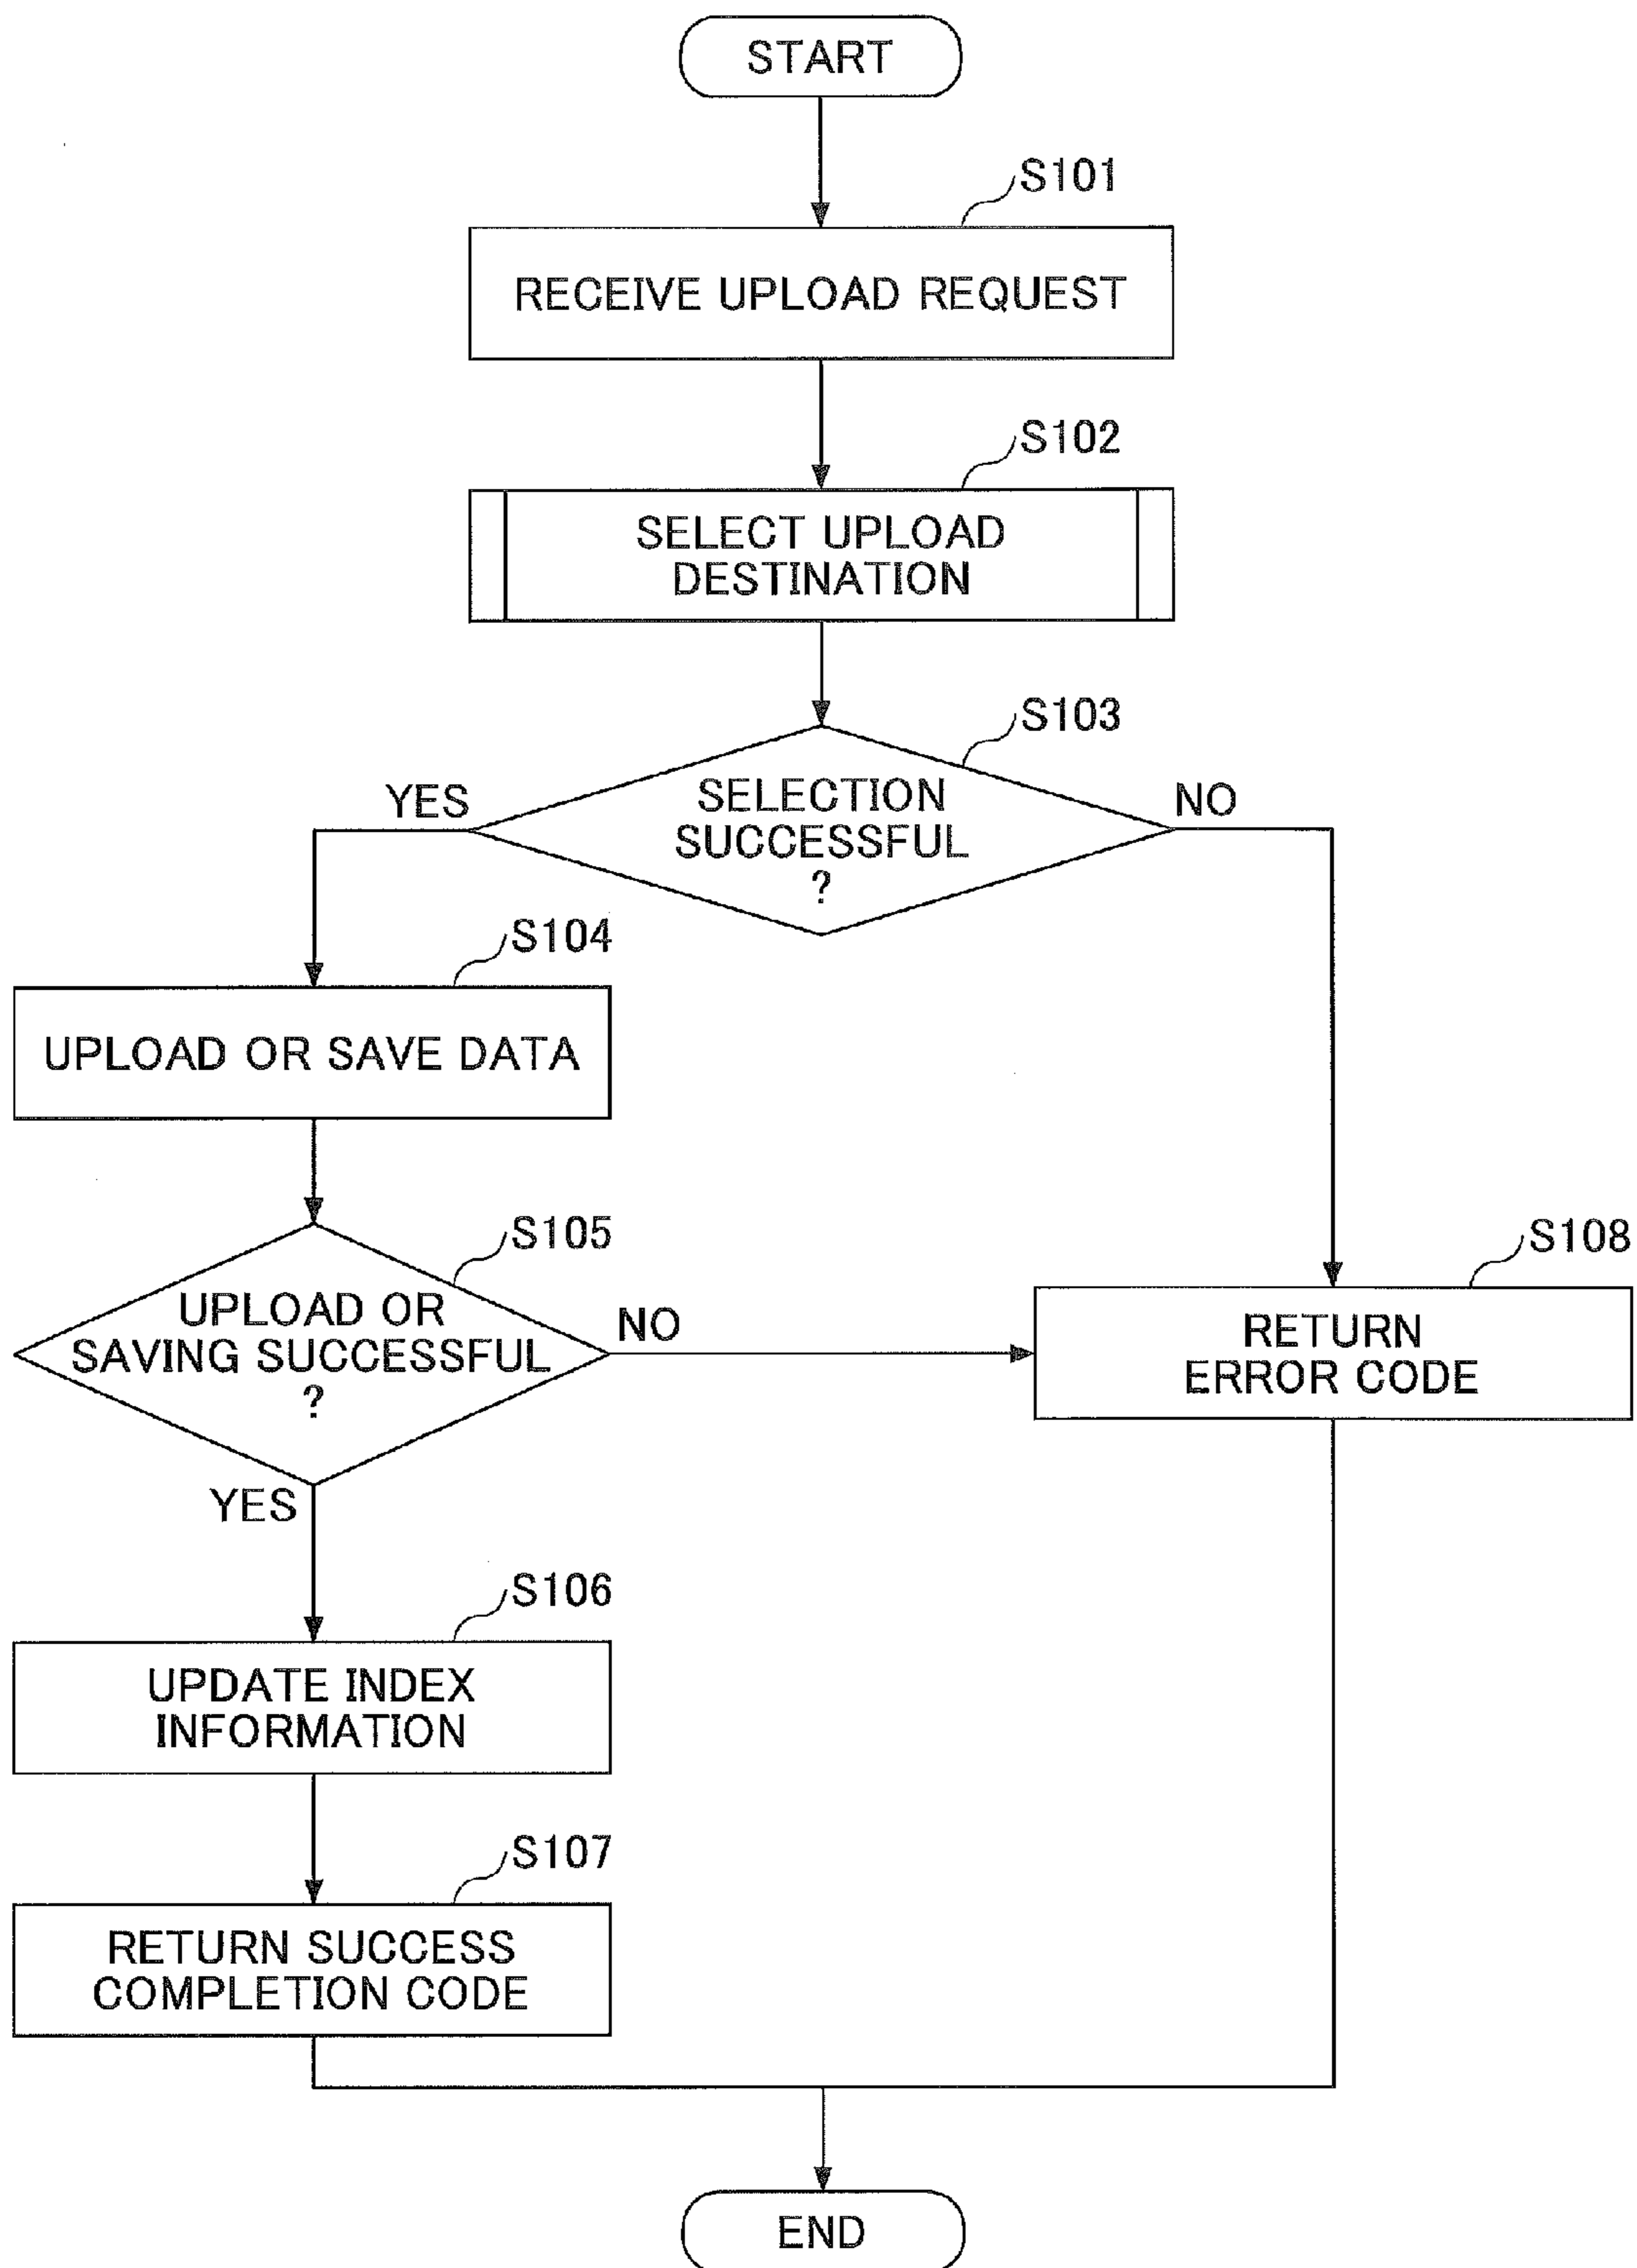 START
S101
RECEIVE UPLOAD REQUEST
S102
SELECT UPLOAD
DESTINATION
S103
SELECTION
SUCCESSFUL
?
YES
NO
S104
UPLOAD OR SAVE DATA
S105
UPLOAD OR
SAVING SUCCESSFUL
?
NO
YES
S108
RETURN
ERROR CODE
S106
UPDATE INDEX
INFORMATION
S107
RETURN SUCCESS
COMPLETION CODE
END